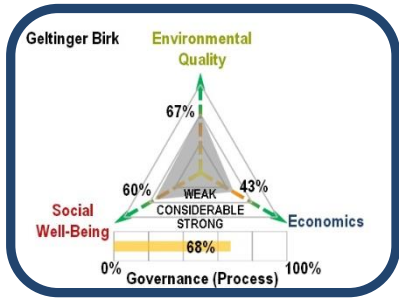 Geltinger Birk
Environmental
Quality
67%
60%
43%
WEAK
CONSIDERABLE
STRONG
Social
Well-Being
Economics
68%
0%
100%
Governance (Process)